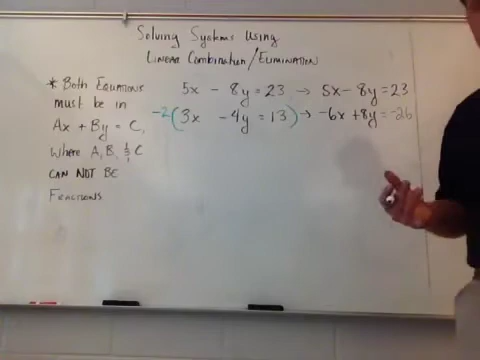 Solving Systems Using
Linear Combination/Elimination
* Both Equations
must be in
Ax + By = C,
where A, B, & C
CAN NOT BE
Fractions
5x - 8y = 23 → 5x - 8y = 23
-2(3x - 4y = 13) → -6x + 8y = -26